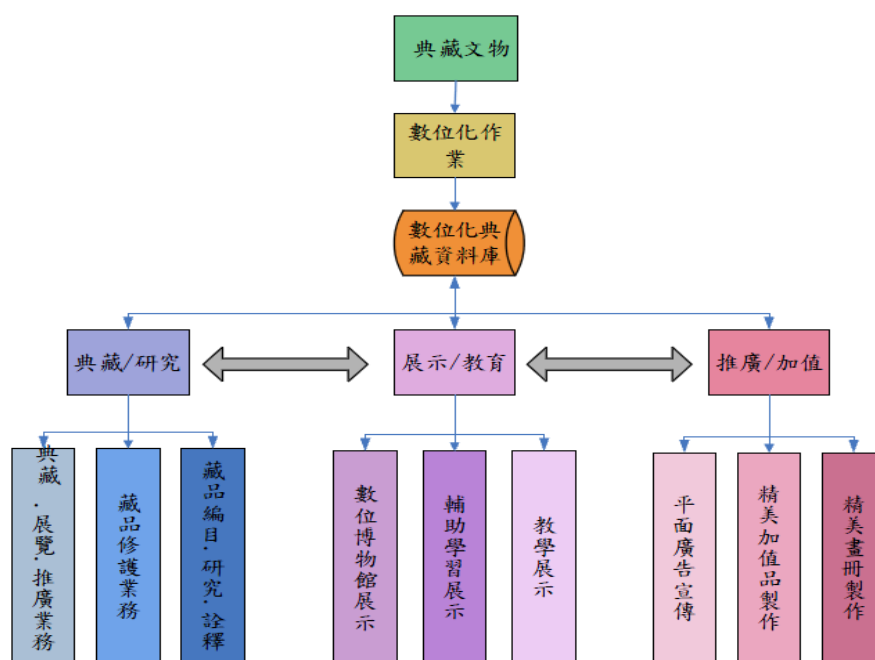 典藏文物
數位化作
業
數位化典
藏資料庫
典藏/研究
展示/教育
推廣/加值
典藏.展覽.推廣業務
藏品修護業務
藏品編目.研究.詮釋
數位博物館展示
輔助學習展示
教學展示
平面廣告宣傳
精美加值品製作
精美畫冊製作